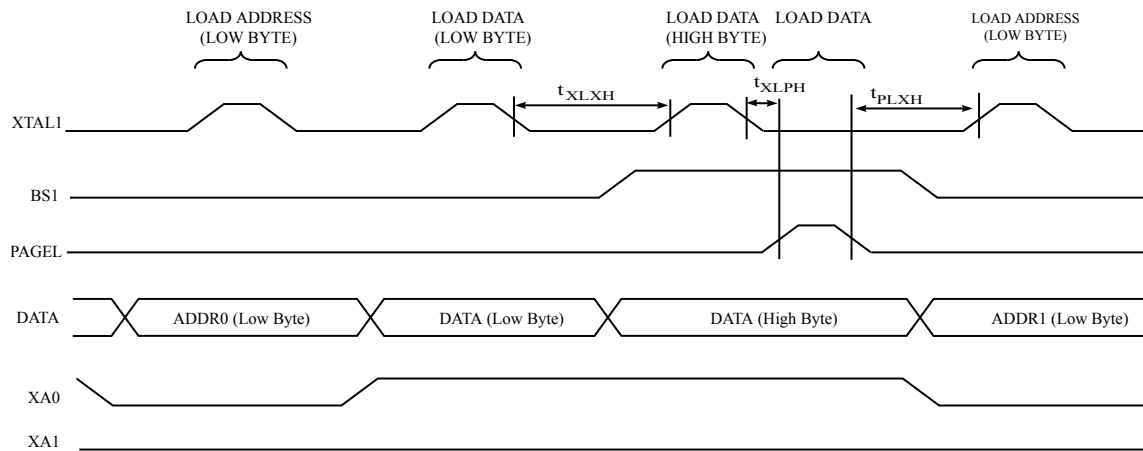 LOAD ADDRESS
(LOW BYTE)
LOAD DATA
(LOW BYTE)
LOAD DATA
(HIGH BYTE)
LOAD DATA
LOAD ADDRESS
(LOW BYTE)
tXLXH
tXLPH
tPLXH
XTAL1
BS1
PAGEL
DATA
ADDR0 (Low Byte)
DATA (Low Byte)
DATA (High Byte)
ADDR1 (Low Byte)
XA0
XA1